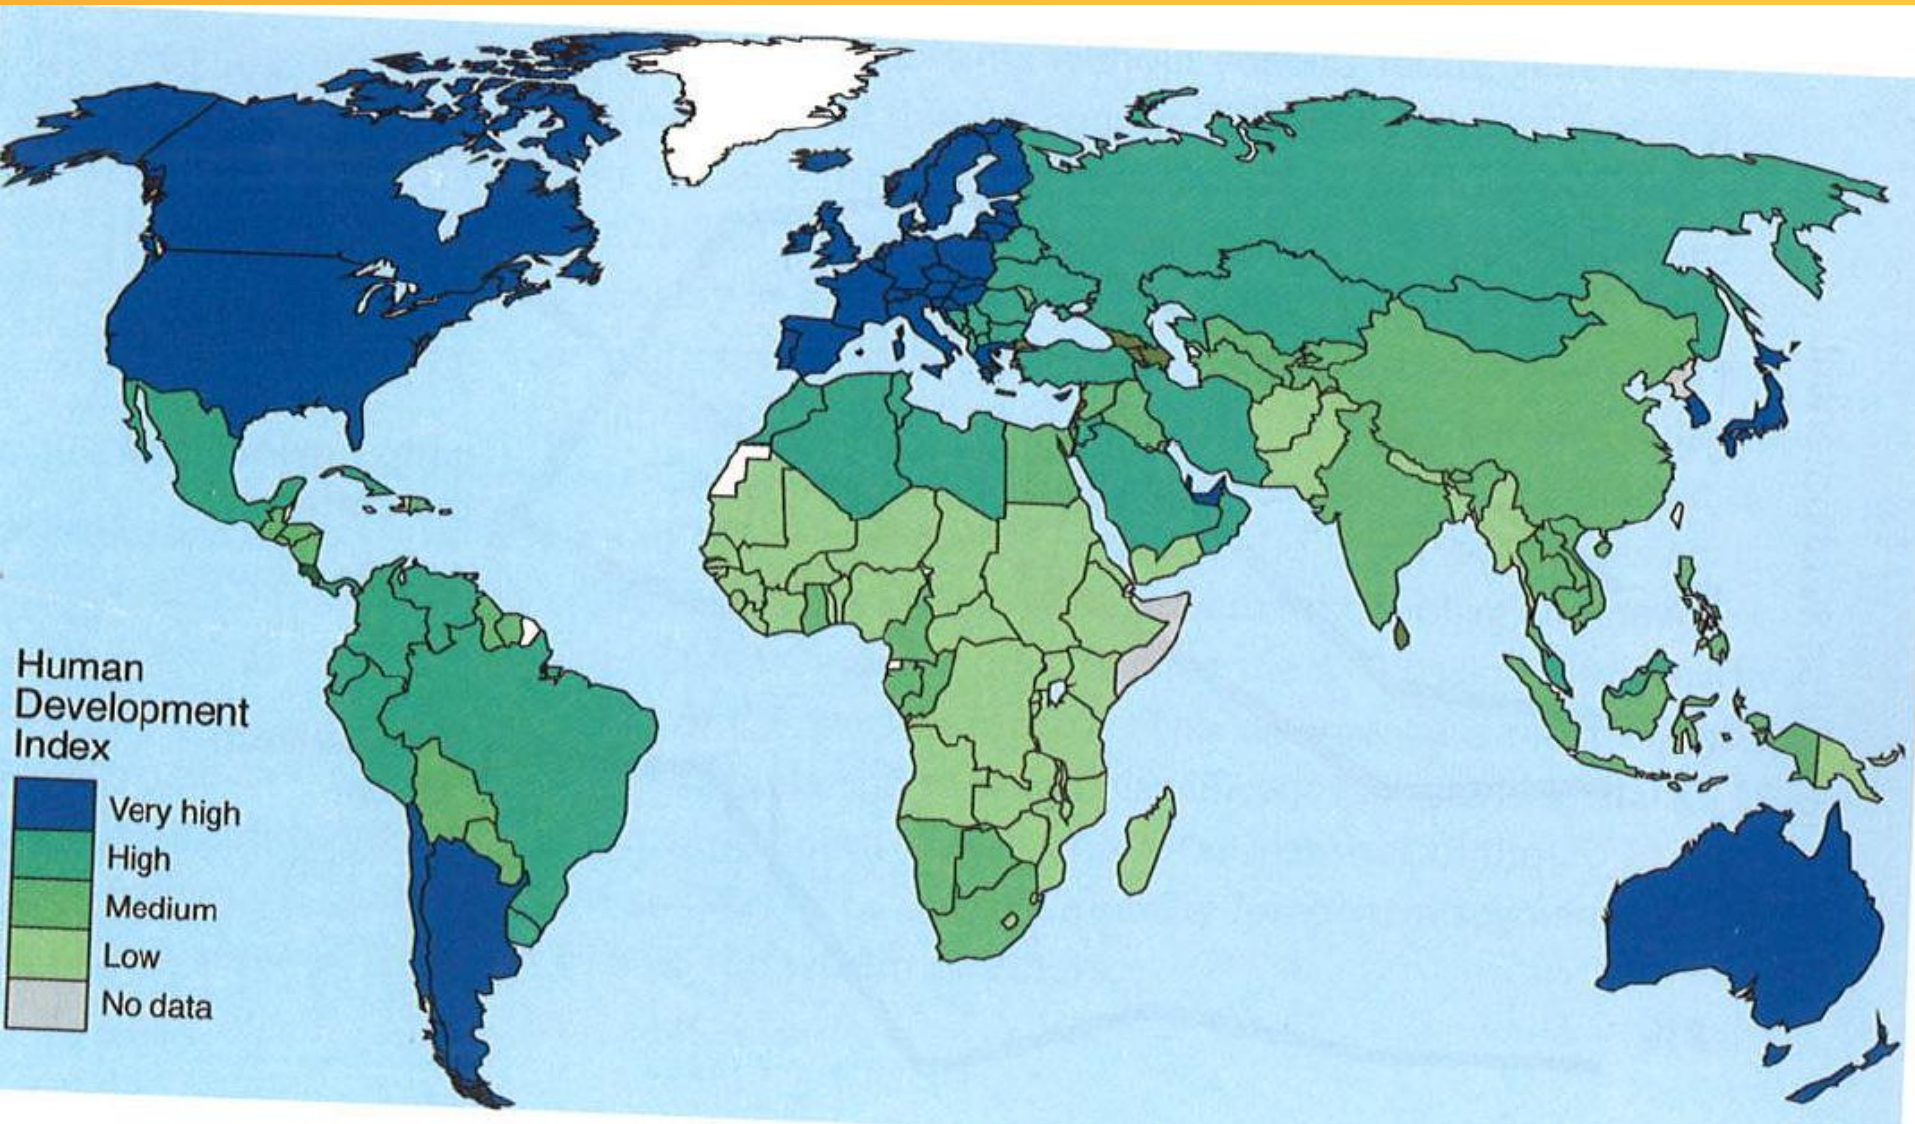 Human
Development
Index
Very high
High
Medium
Low
No data